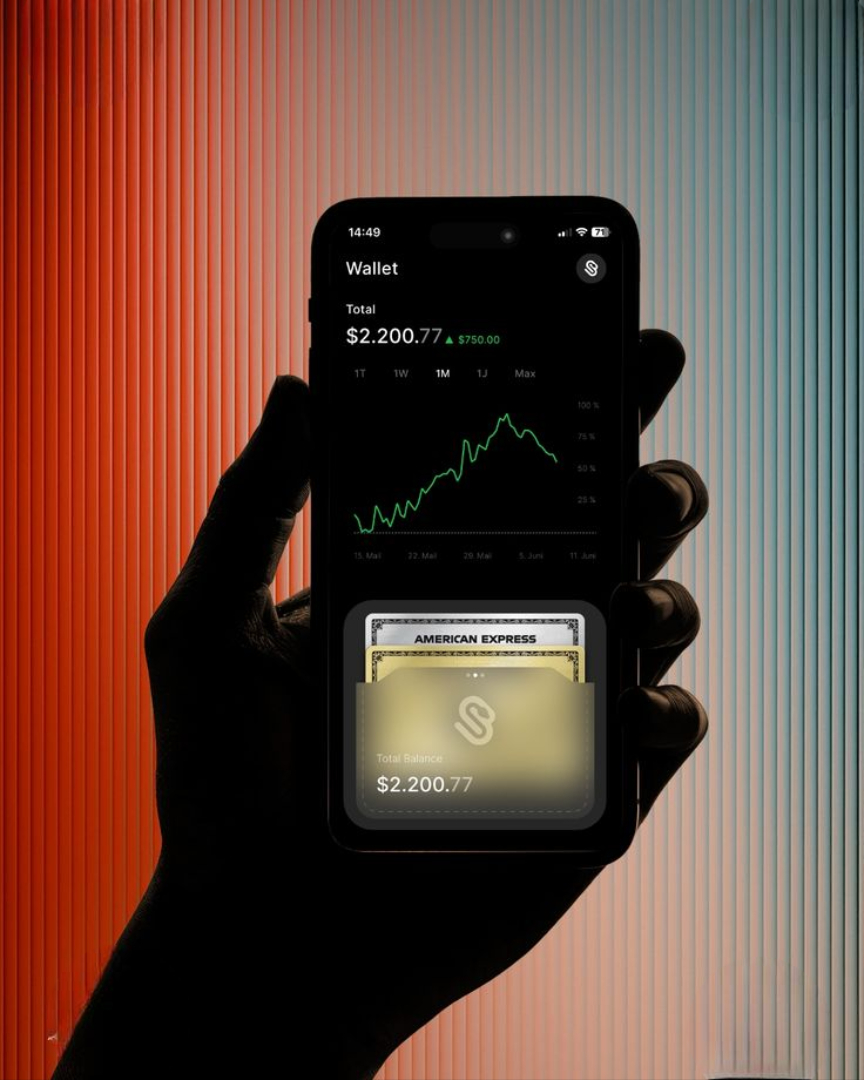 14:49
71
Wallet
Total
$2.200.77 ▲ $750.00
1T 1W 1M 1J Max
100 %
75 %
50 %
25 %
15. Mai 22. Mai 29. Mai 5. Juni 11. Juni
AMERICAN EXPRESS
Total Balance
$2.200.77